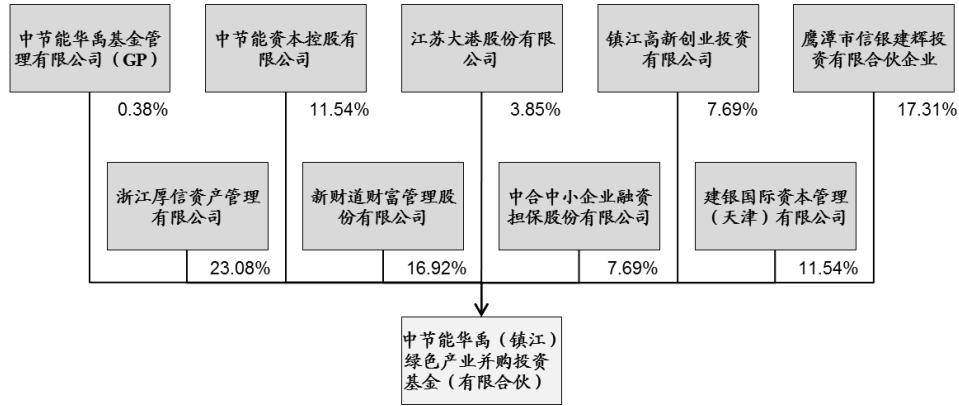 中节能华禹基金管
理有限公司（GP）
中节能资本控股有
限公司
江苏大港股份有限
公司
镇江高新创业投资
有限公司
鹰潭市信银建辉投
资有限合伙企业
0.38%
11.54%
3.85%
7.69%
17.31%
浙江厚信资产管理
有限公司
新财道财富管理股
份有限公司
中合中小企业融资
担保股份有限公司
建银国际资本管理
（天津）有限公司
23.08%
16.92%
7.69%
11.54%
中节能华禹（镇江）
绿色产业并购投资
基金（有限合伙）